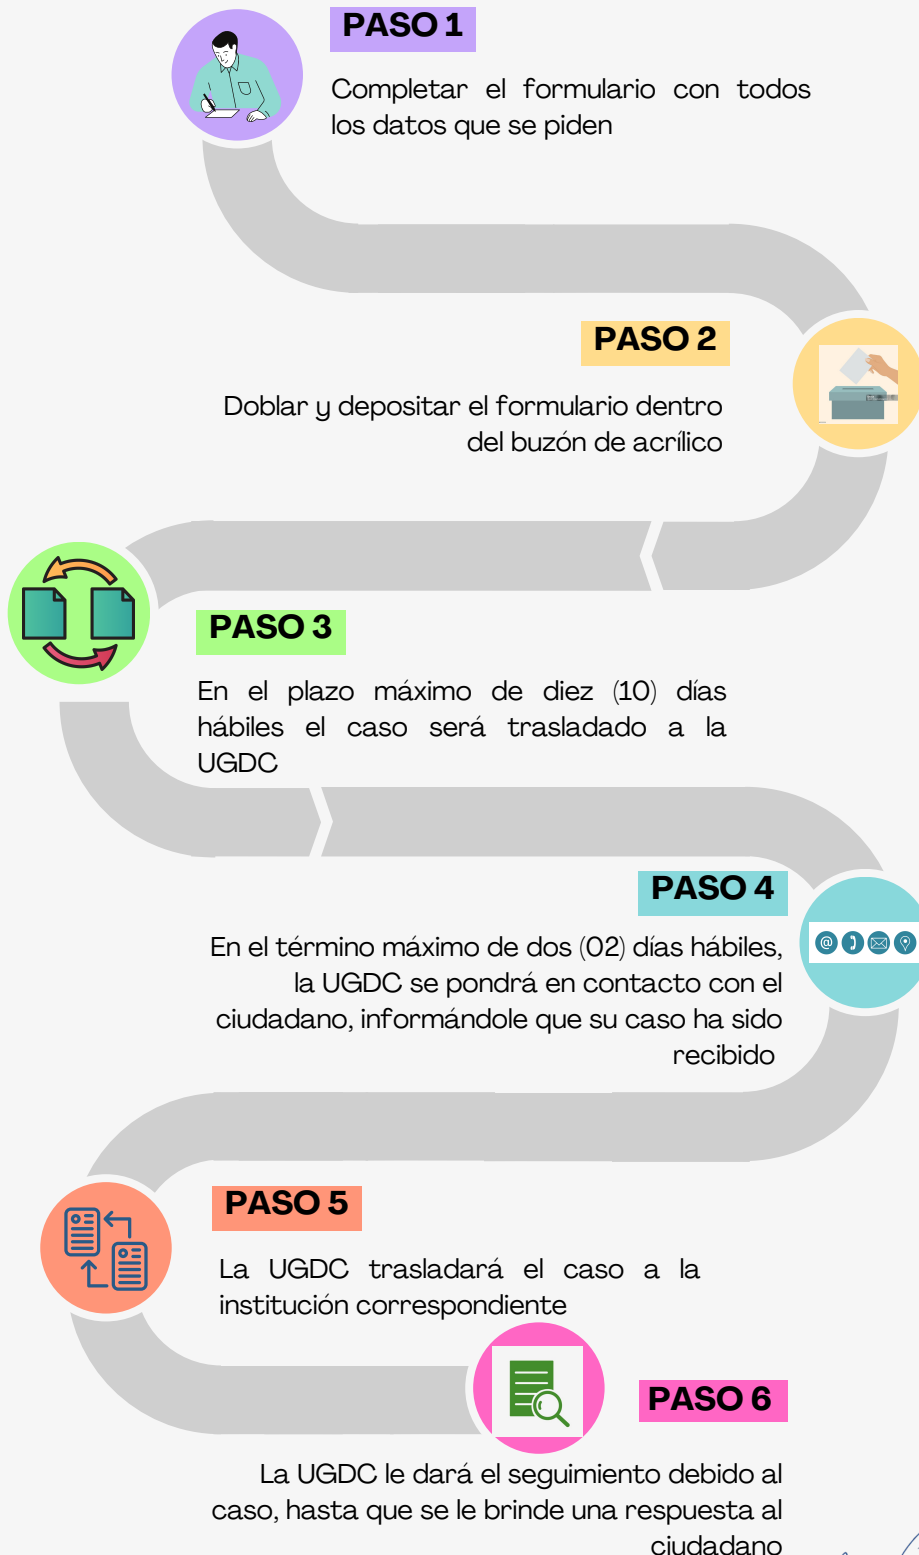 PASO 1
Completar el formulario con todos
los datos que se piden
PASO 2
Doblar y depositar el formulario dentro
del buzón de acrílico
PASO 3
En el plazo máximo de diez (10) días
hábiles el caso será trasladado a la
UGDC
PASO 4
En el término máximo de dos (02) días hábiles,
la UGDC se pondrá en contacto con el
ciudadano, informándole que su caso ha sido
recibido
PASO 5
La UGDC trasladará el caso a la
institución correspondiente
PASO 6
La UGDC le dará el seguimiento debido al
caso, hasta que se le brinde una respuesta al
ciudadano